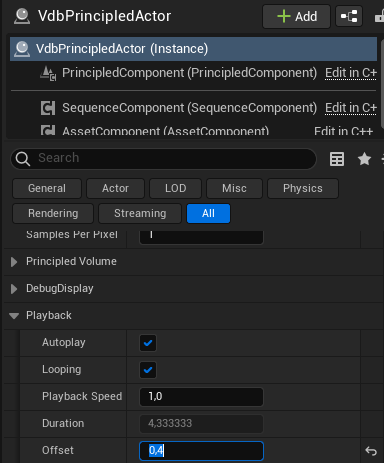 VdbPrincipledActor
Add
VdbPrincipledActor (Instance)
PrincipledComponent (PrincipledComponent) Edit in C+
SequenceComponent (SequenceComponent) Edit in C+
AssetComponent (AssetComponent) Edit in C++
Search
General Actor LOD Misc Physics
Rendering Streaming All
Samples Per Pixel 1
Principled Volume
DebugDisplay
Playback
Autoplay
Looping
Playback Speed 1,0
Duration 4,333333
Offset 0,4